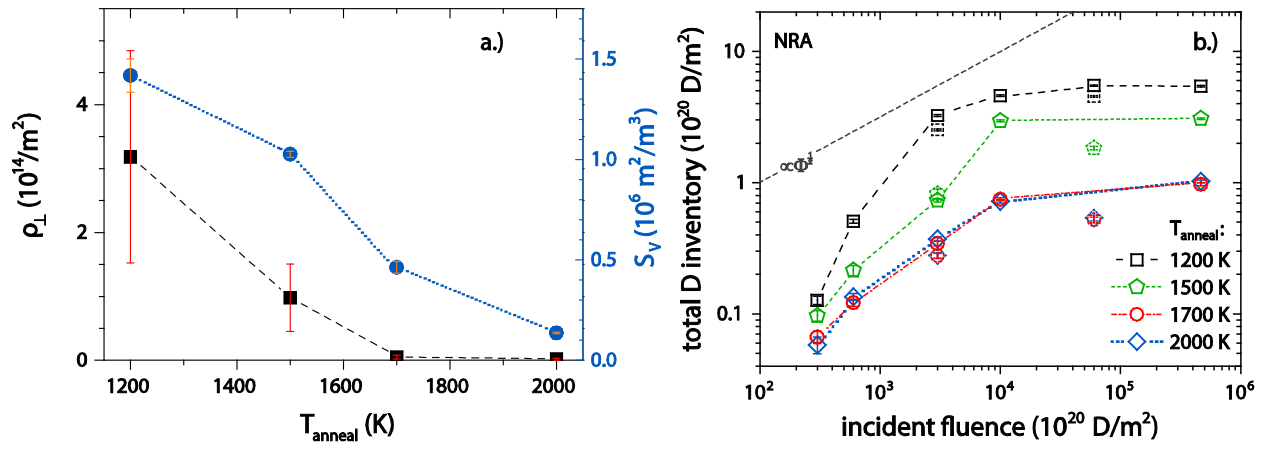 a.)
4
2
0
ρ⊥ (10¹⁴/m²)
1.5
1.0
0.5
0.0
S_V (10⁶ m²/m³)
1200 1400 1600 1800 2000
T_anneal (K)
NRA
b.)
10
1
0.1
total D inventory (10²⁰ D/m²)
∝Φ^½
T_anneal:
1200 K
1500 K
1700 K
2000 K
10² 10³ 10⁴ 10⁵ 10⁶
incident fluence (10²⁰ D/m²)